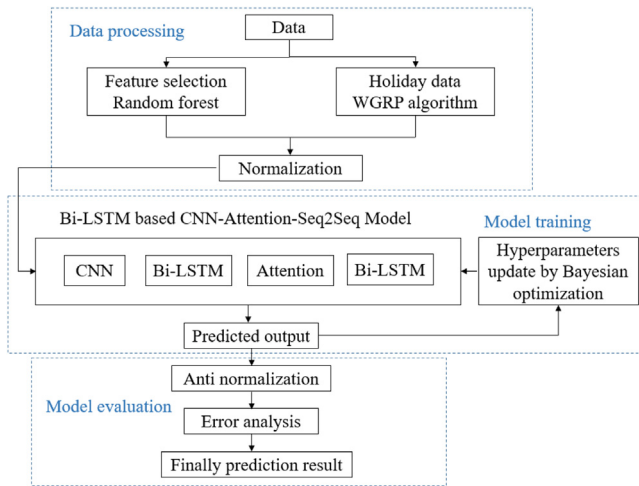 Data processing
Data
Feature selection
Random forest
Holiday data
WGRP algorithm
Normalization
Bi-LSTM based CNN-Attention-Seq2Seq Model
Model training
CNN
Bi-LSTM
Attention
Bi-LSTM
Hyperparameters
update by Bayesian
optimization
Predicted output
Anti normalization
Model evaluation
Error analysis
Finally prediction result